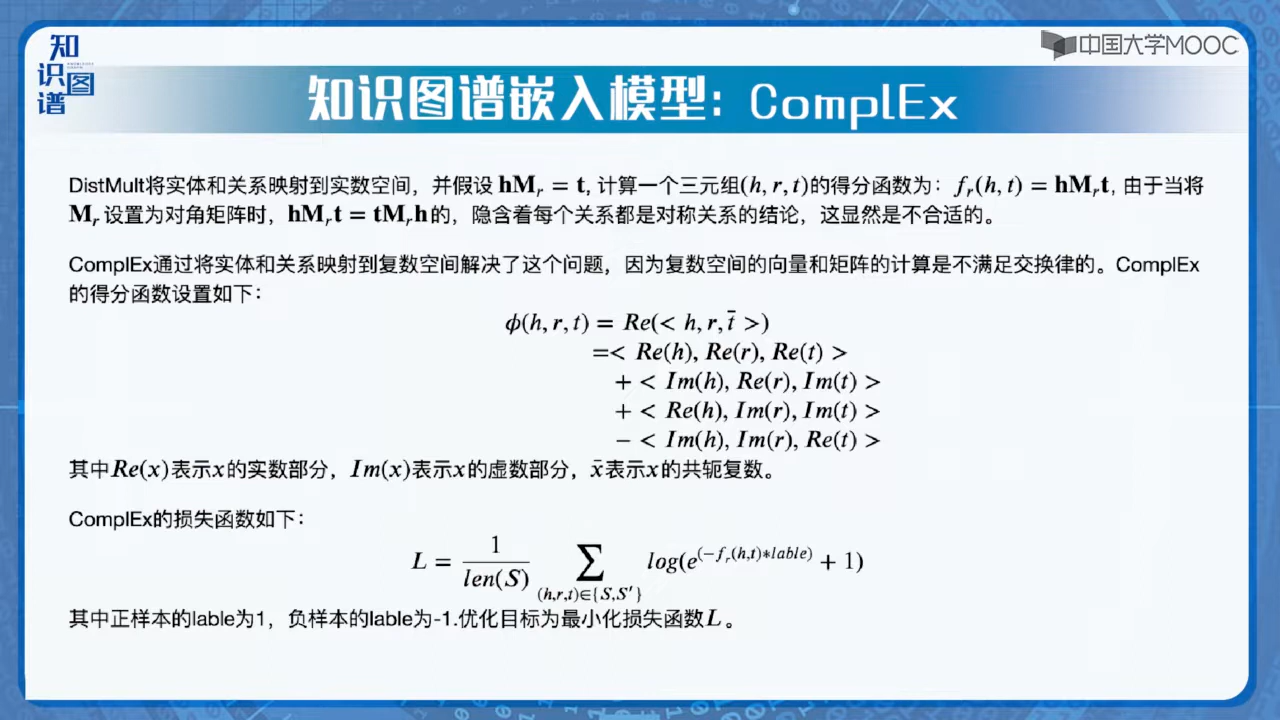 知识图谱
中国大学MOOC
知识图谱嵌入模型：ComplEx
DistMult将实体和关系映射到实数空间，并假设 hMᵣ = t, 计算一个三元组(h, r, t)的得分函数为：fᵣ(h, t) = hMᵣt, 由于当将
Mᵣ 设置为对角矩阵时，hMᵣt = tMᵣh的，隐含着每个关系都是对称关系的结论，这显然是不合适的。
ComplEx通过将实体和关系映射到复数空间解决了这个问题，因为复数空间的向量和矩阵的计算是不满足交换律的。ComplEx
的得分函数设置如下：
ϕ(h, r, t) = Re(< h, r, t̄ >)
=< Re(h), Re(r), Re(t) >
+ < Im(h), Re(r), Im(t) >
+ < Re(h), Im(r), Im(t) >
− < Im(h), Im(r), Re(t) >
其中Re(x)表示x的实数部分，Im(x)表示x的虚数部分，x̄表示x的共轭复数。
ComplEx的损失函数如下：
L = 1/len(S) ∑_{(h,r,t)∈{S,S′}} log(e^{(−fᵣ(h,t)∗lable)} + 1)
其中正样本的lable为1，负样本的lable为-1.优化目标为最小化损失函数L。